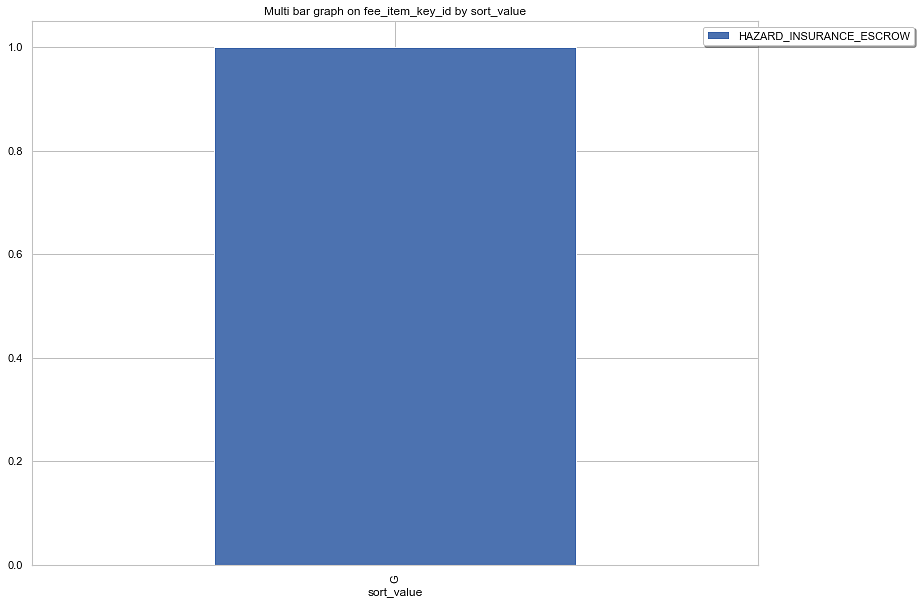 Multi bar graph on fee_item_key_id by sort_value
HAZARD_INSURANCE_ESCROW
1.0
0.8
0.6
0.4
0.2
0.0
G
sort_value